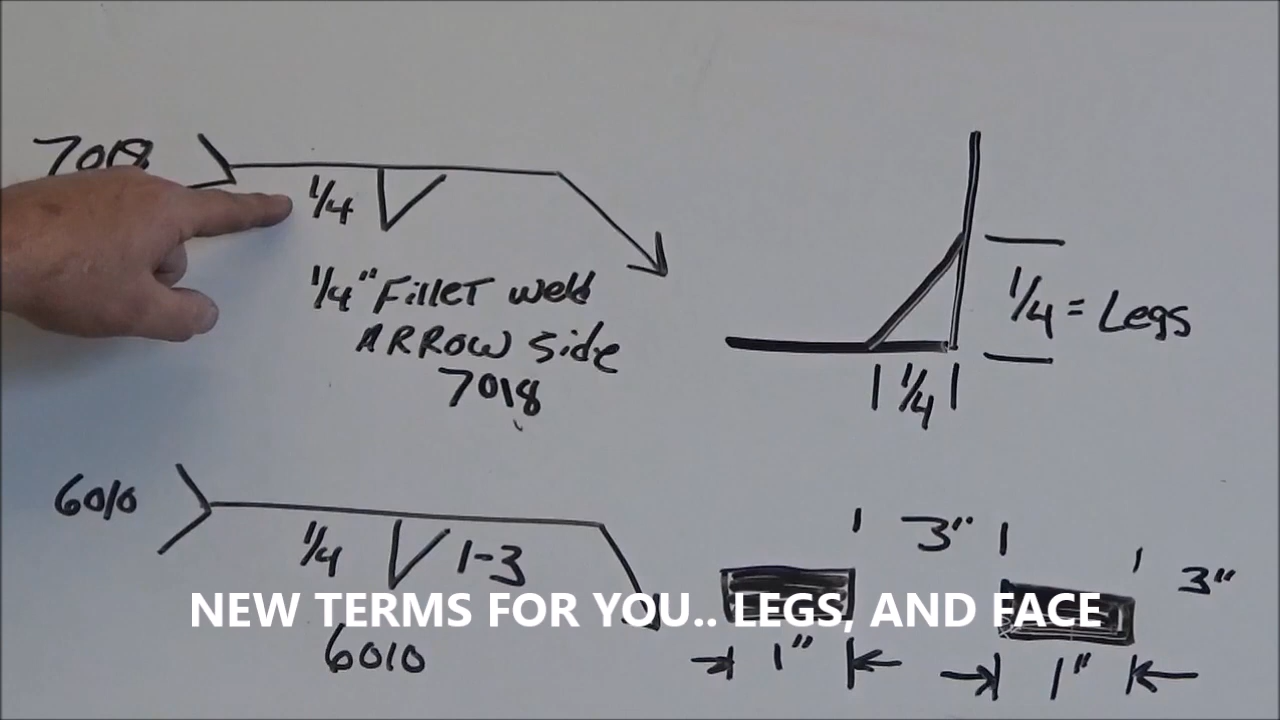 7018
1/4
1/4" Fillet weld
ARROW side
7018
1/4 = Legs
1/4
6010
1/4 1-3
6010
3"
3"
1"
1"
NEW TERMS FOR YOU.. LEGS, AND FACE